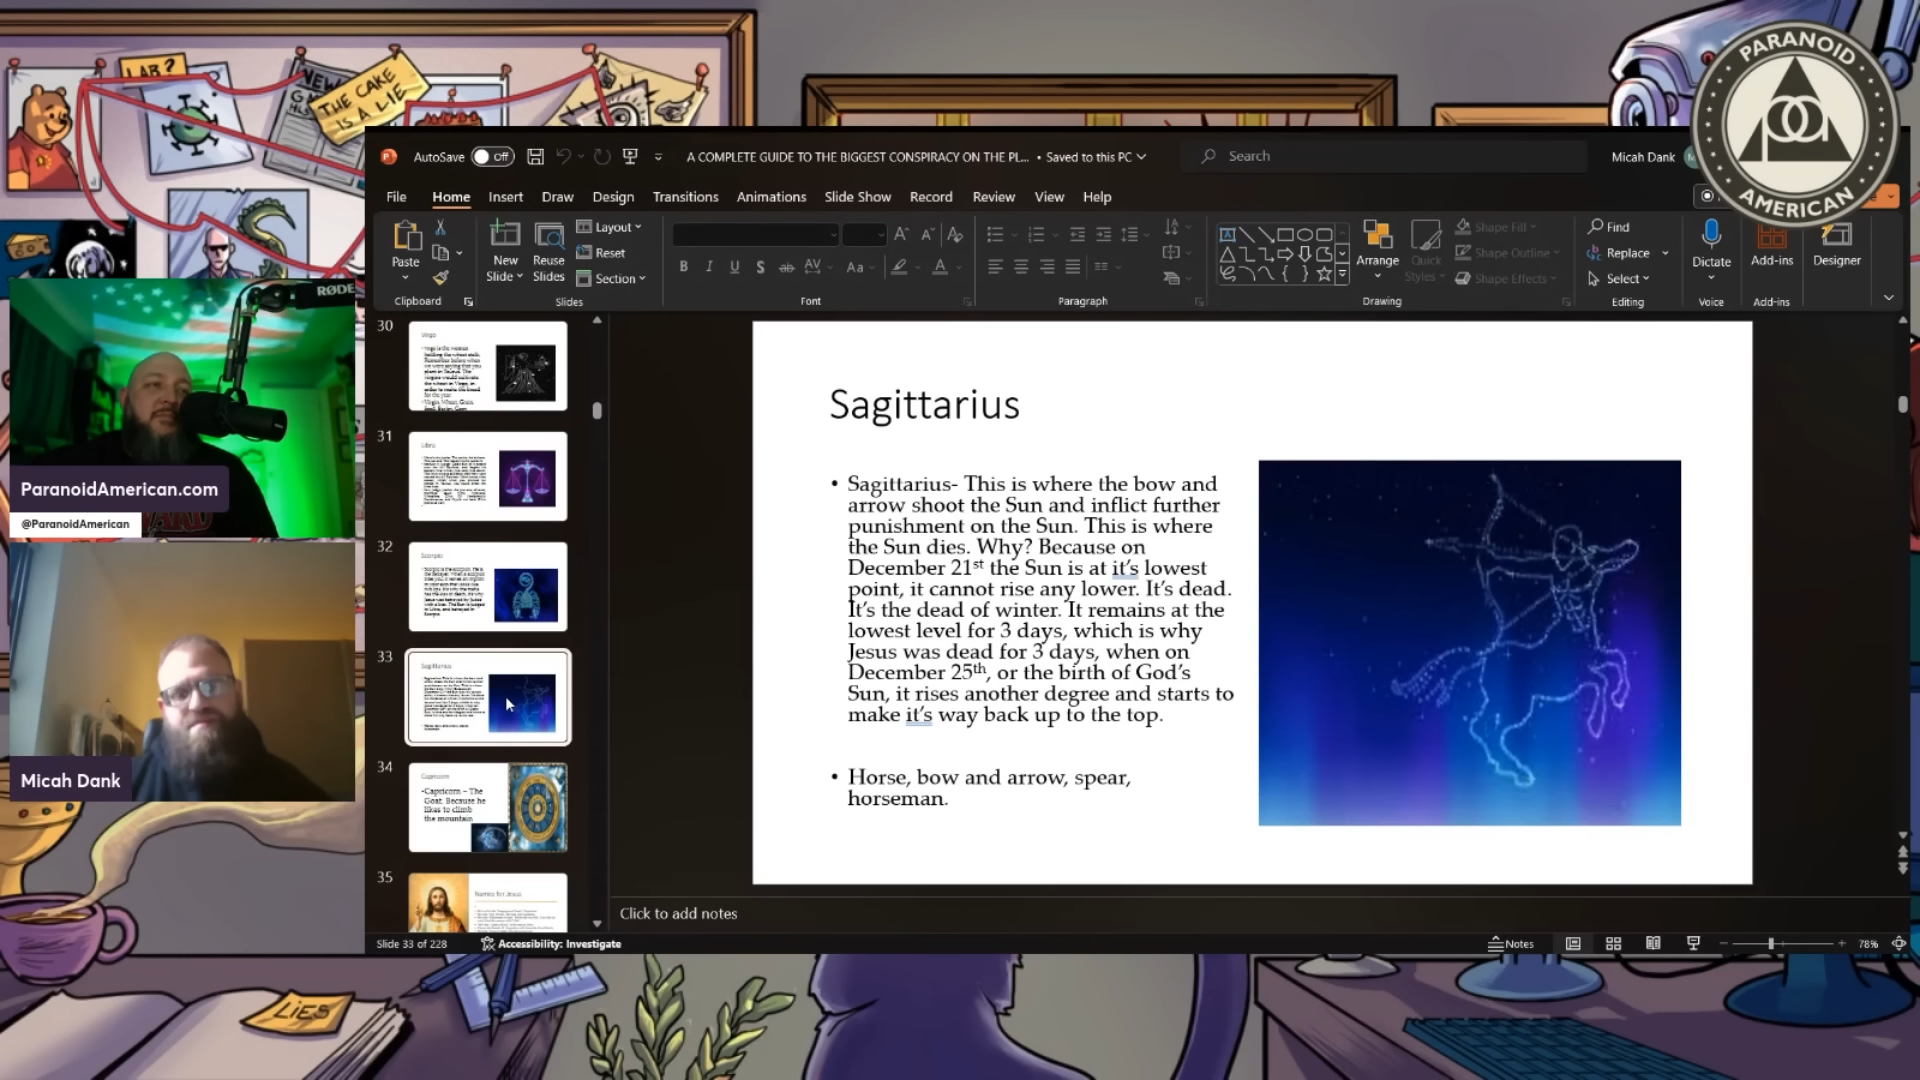 LAB?
NEW
THE CAKE
IS A LIE
PARANOID
AMERICAN
AutoSave
Off
A COMPLETE GUIDE TO THE BIGGEST CONSPIRACY ON THE PL... • Saved to this PC
Search
Micah Dank
File Home Insert Draw Design Transitions Animations Slide Show Record Review View Help
Paste
New
Slide
Reuse
Slides
Layout
Reset
Section
Arrange
Quick
Styles
Shape Fill
Shape Outline
Shape Effects
Find
Replace
Select
Dictate
Add-ins
Designer
Clipboard Slides Font Paragraph Drawing Editing Voice Add-ins
RØDE
ParanoidAmerican.com
@ParanoidAmerican
Micah Dank
30
Virgo
31
Libra
32
Scorpio
33
Sagittarius
34
Capricorn
•Capricorn – The
Goat. Because he
likes to climb
the mountain
35
Names for Jesus
Sagittarius
• Sagittarius- This is where the bow and
arrow shoot the Sun and inflict further
punishment on the Sun. This is where
the Sun dies. Why? Because on
December 21st the Sun is at it’s lowest
point, it cannot rise any lower. It’s dead.
It’s the dead of winter. It remains at the
lowest level for 3 days, which is why
Jesus was dead for 3 days, when on
December 25th, or the birth of God’s
Sun, it rises another degree and starts to
make it’s way back up to the top.
• Horse, bow and arrow, spear,
horseman.
Click to add notes
Slide 33 of 228
Accessibility: Investigate
Notes
78%
LIES